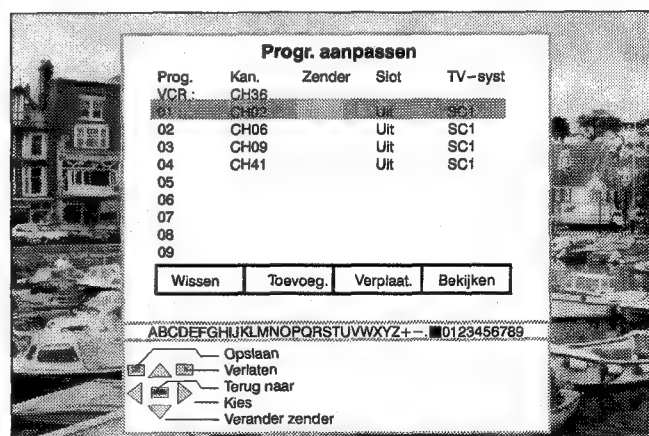 Progr. aanpassen
Prog. Kan. Zender Slot TV-syst
VCR : CH36
01 CH02 Uit SC1
02 CH06 Uit SC1
03 CH09 Uit SC1
04 CH41 Uit SC1
05
06
07
08
09
Wissen Toevoeg. Verplaat. Bekijken
ABCDEFGHIJKLMNOPQRSTUVWXYZ+-.■0123456789
Opslaan
Verlaten
Terug naar
Kies
Verander zender